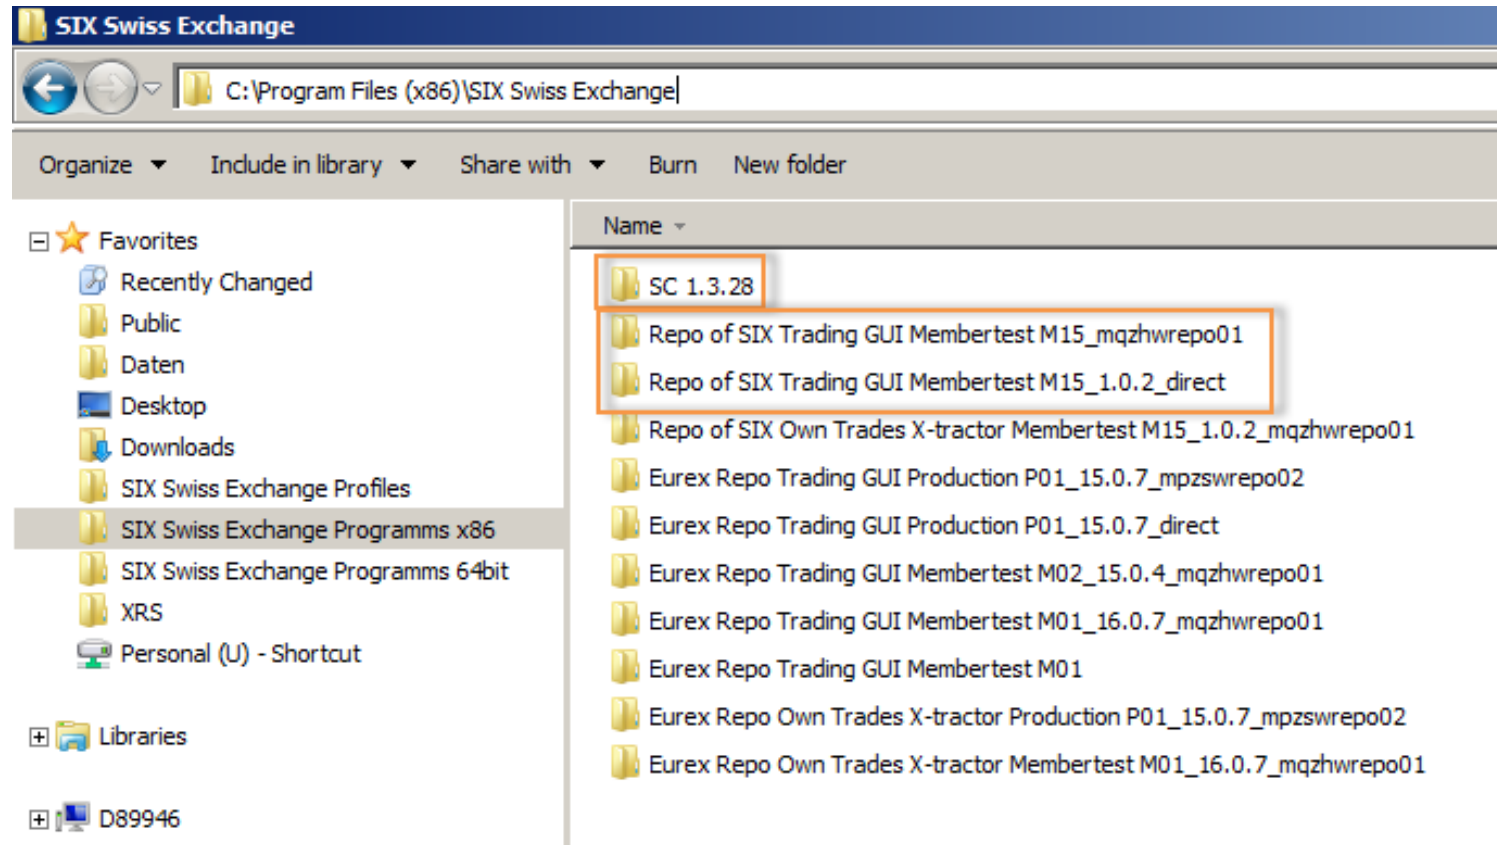 SIX Swiss Exchange
C:\Program Files (x86)\SIX Swiss Exchange
Organize Include in library Share with Burn New folder
Favorites
Recently Changed
Public
Daten
Desktop
Downloads
SIX Swiss Exchange Profiles
SIX Swiss Exchange Programms x86
SIX Swiss Exchange Programms 64bit
XRS
Personal (U) - Shortcut
Libraries
D89946
Name
SC 1.3.28
Repo of SIX Trading GUI Membertest M15_mqzhwrepo01
Repo of SIX Trading GUI Membertest M15_1.0.2_direct
Repo of SIX Own Trades X-tractor Membertest M15_1.0.2_mqzhwrepo01
Eurex Repo Trading GUI Production P01_15.0.7_mpzswrepo02
Eurex Repo Trading GUI Production P01_15.0.7_direct
Eurex Repo Trading GUI Membertest M02_15.0.4_mqzhwrepo01
Eurex Repo Trading GUI Membertest M01_16.0.7_mqzhwrepo01
Eurex Repo Trading GUI Membertest M01
Eurex Repo Own Trades X-tractor Production P01_15.0.7_mpzswrepo02
Eurex Repo Own Trades X-tractor Membertest M01_16.0.7_mqzhwrepo01